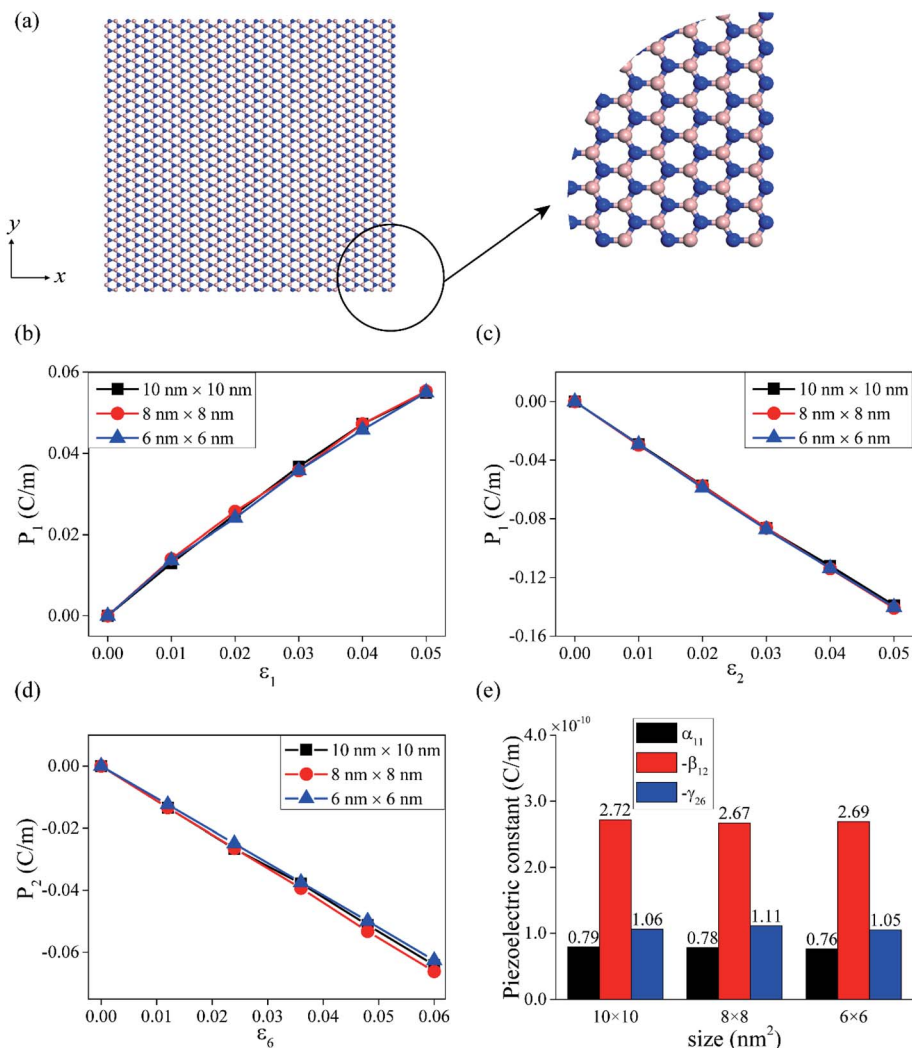 (a)
y
x
(b)
(c)
0.06
0.04
0.02
0.00
P₁ (C/m)
10 nm × 10 nm
8 nm × 8 nm
6 nm × 6 nm
0.00 0.01 0.02 0.03 0.04 0.05
ε₁
0.00
-0.04
-0.08
-0.12
-0.16
P₁ (C/m)
10 nm × 10 nm
8 nm × 8 nm
6 nm × 6 nm
0.00 0.01 0.02 0.03 0.04 0.05
ε₂
(d)
(e)
0.00
-0.02
-0.04
-0.06
P₂ (C/m)
10 nm × 10 nm
8 nm × 8 nm
6 nm × 6 nm
0.00 0.01 0.02 0.03 0.04 0.05 0.06
ε₆
×10⁻¹⁰
4.0
3.0
2.0
1.0
0.0
Piezoelectric constant (C/m)
α₁₁
-β₁₂
-γ₂₆
0.79 2.72 1.06
0.78 2.67 1.11
0.76 2.69 1.05
10×10 8×8 6×6
size (nm²)